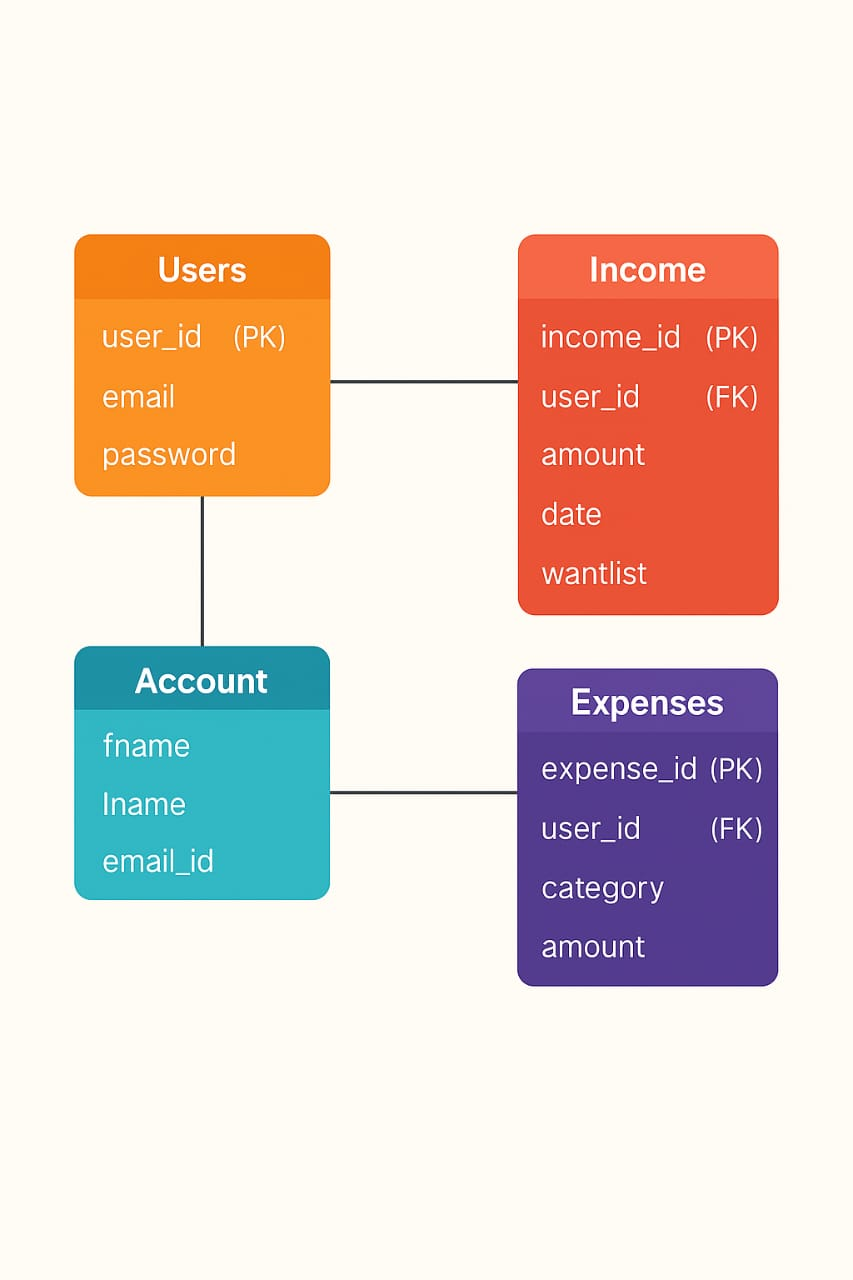 Users
user_id (PK)
email
password
Income
income_id (PK)
user_id (FK)
amount
date
wantlist
Account
fname
lname
email_id
Expenses
expense_id (PK)
user_id (FK)
category
amount